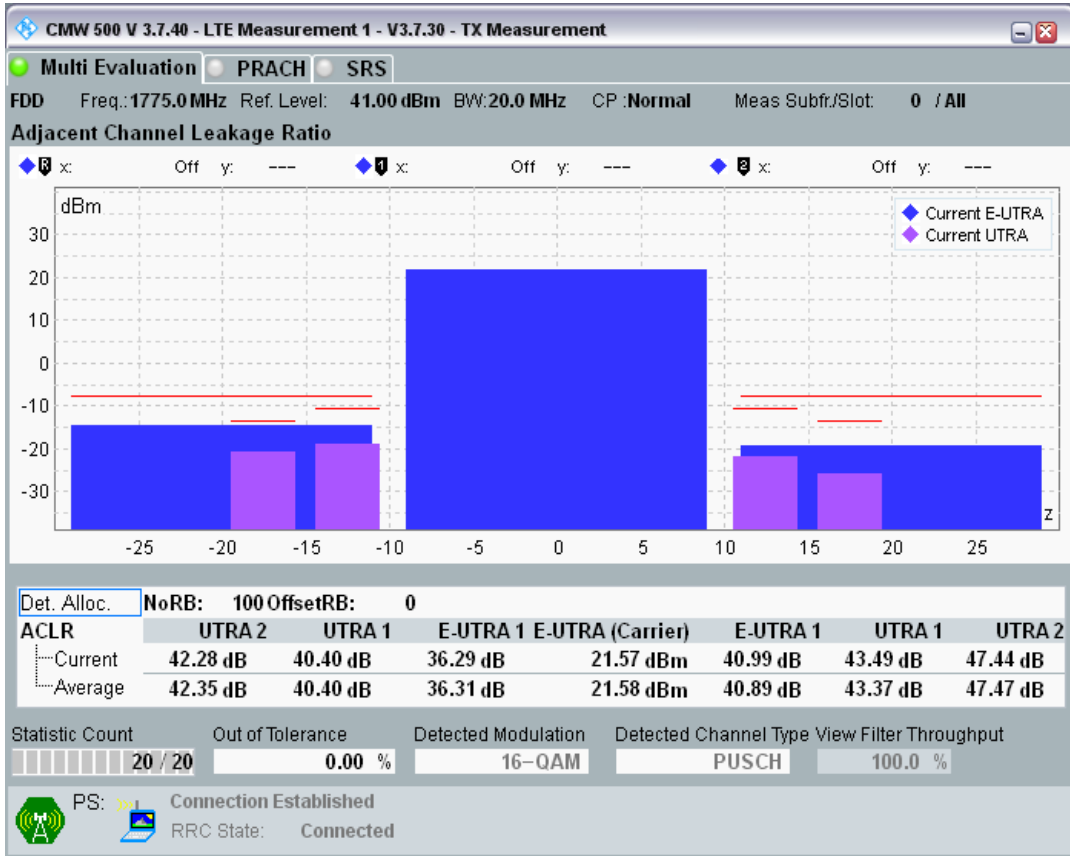 CMW 500 V 3.7.40 - LTE Measurement 1 - V3.7.30 - TX Measurement
Multi Evaluation PRACH SRS
FDD Freq.:1775.0 MHz Ref. Level: 41.00 dBm BW:20.0 MHz CP :Normal Meas Subfr./Slot: 0 / All
Adjacent Channel Leakage Ratio
R x: Off y: --- 1 x: Off y: --- 2 x: Off y: ---
dBm
Current E-UTRA
Current UTRA
30
20
10
0
-10
-20
-30
z
-25 -20 -15 -10 -5 0 5 10 15 20 25
Det. Alloc. NoRB: 100 OffsetRB: 0
ACLR UTRA 2 UTRA 1 E-UTRA 1 E-UTRA (Carrier) E-UTRA 1 UTRA 1 UTRA 2
Current 42.28 dB 40.40 dB 36.29 dB 21.57 dBm 40.99 dB 43.49 dB 47.44 dB
Average 42.35 dB 40.40 dB 36.31 dB 21.58 dBm 40.89 dB 43.37 dB 47.47 dB
Statistic Count Out of Tolerance Detected Modulation Detected Channel Type View Filter Throughput
20 / 20 0.00 % 16-QAM PUSCH 100.0 %
PS: Connection Established
RRC State: Connected